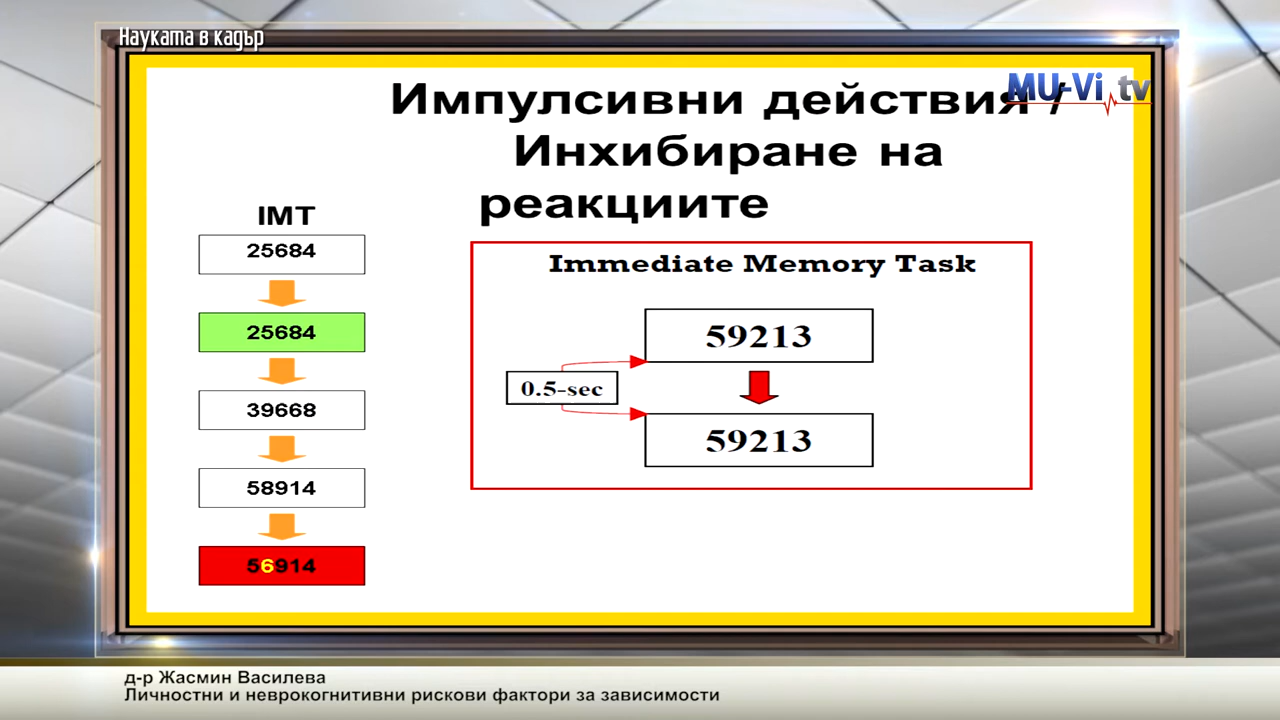 Науката в кадър
MU-Vi.tv
Импулсивни действия /
Инхибиране на
реакциите
IMT
25684
25684
39668
58914
56914
Immediate Memory Task
59213
0.5-sec
59213
д-р Жасмин Василева
Личностни и неврокогнитивни рискови фактори за зависимости